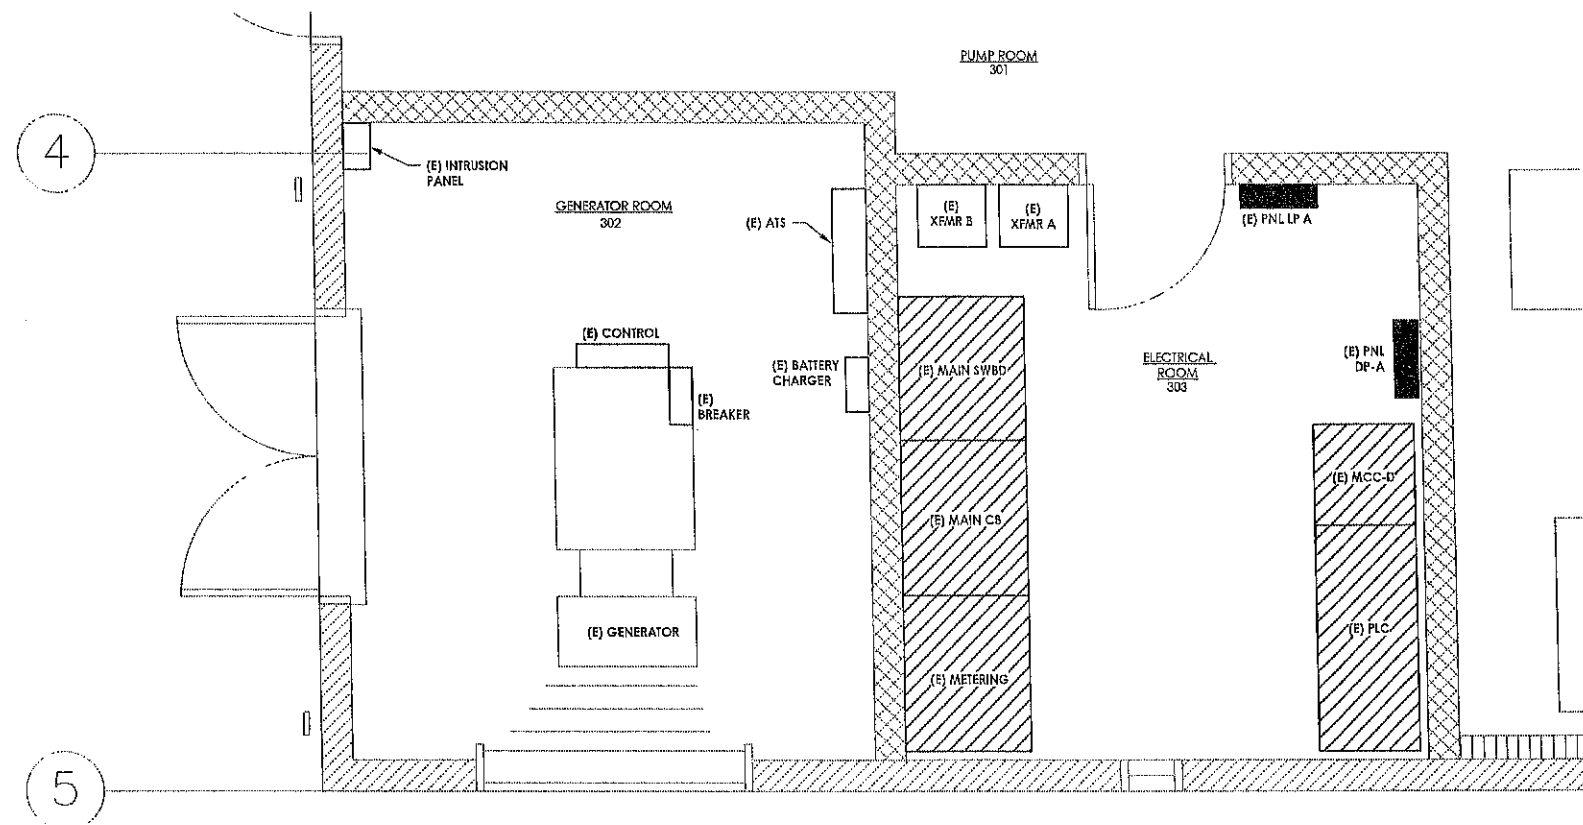 PUMP ROOM
301
4
(E) INTRUSION
PANEL
GENERATOR ROOM
302
(E) ATS
(E)
XFMR B
(E)
XFMR A
(E) PNL LP A
(E) CONTROL
(E) BATTERY
CHARGER
(E)
BREAKER
(E) MAIN SWBD
ELECTRICAL
ROOM
303
(E) PNL
DP-A
(E) MCC-D
(E) MAIN CB
(E) GENERATOR
(E) PLC
(E) METERING
5